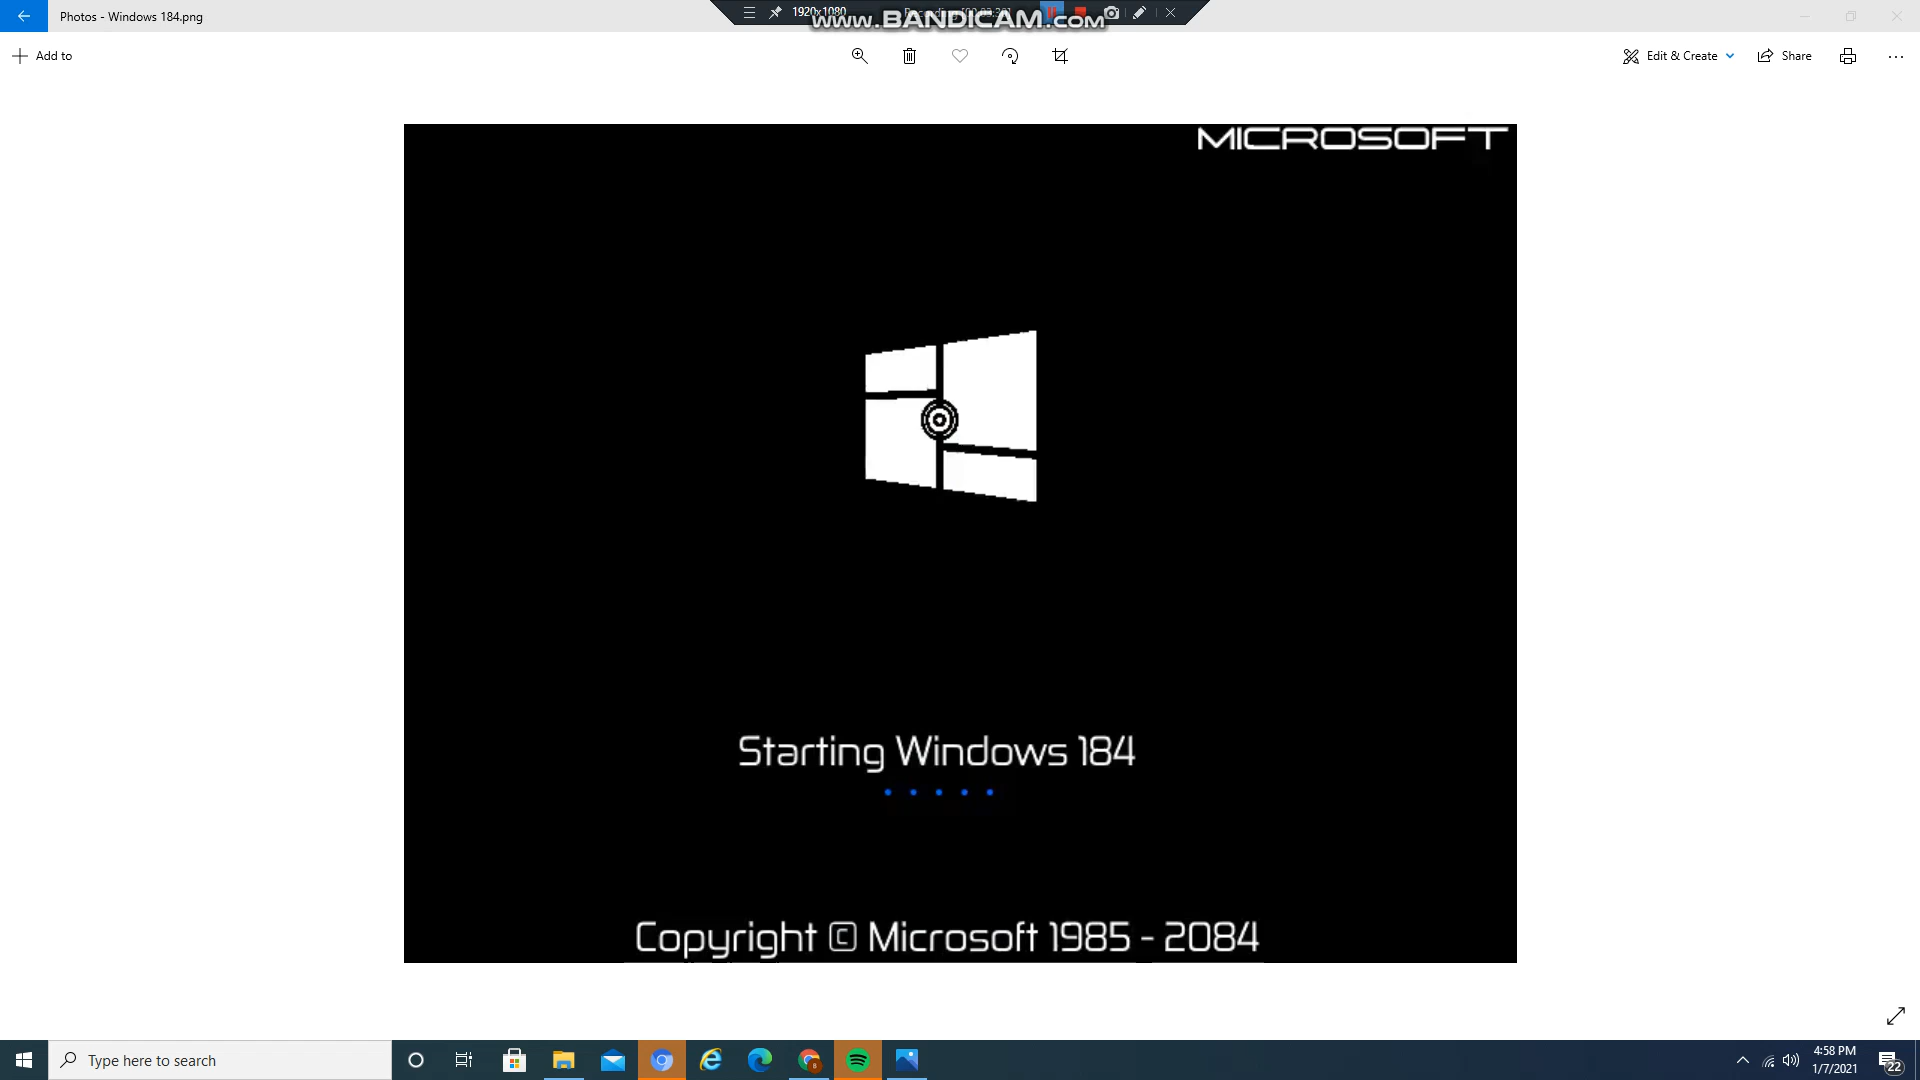 Photos - Windows 184.png
1920x1080
www.BANDICAM.com
Add to
Edit & Create
Share
MICROSOFT
Starting Windows 184
Copyright © Microsoft 1985 - 2084
Type here to search
4:58 PM
1/7/2021
22